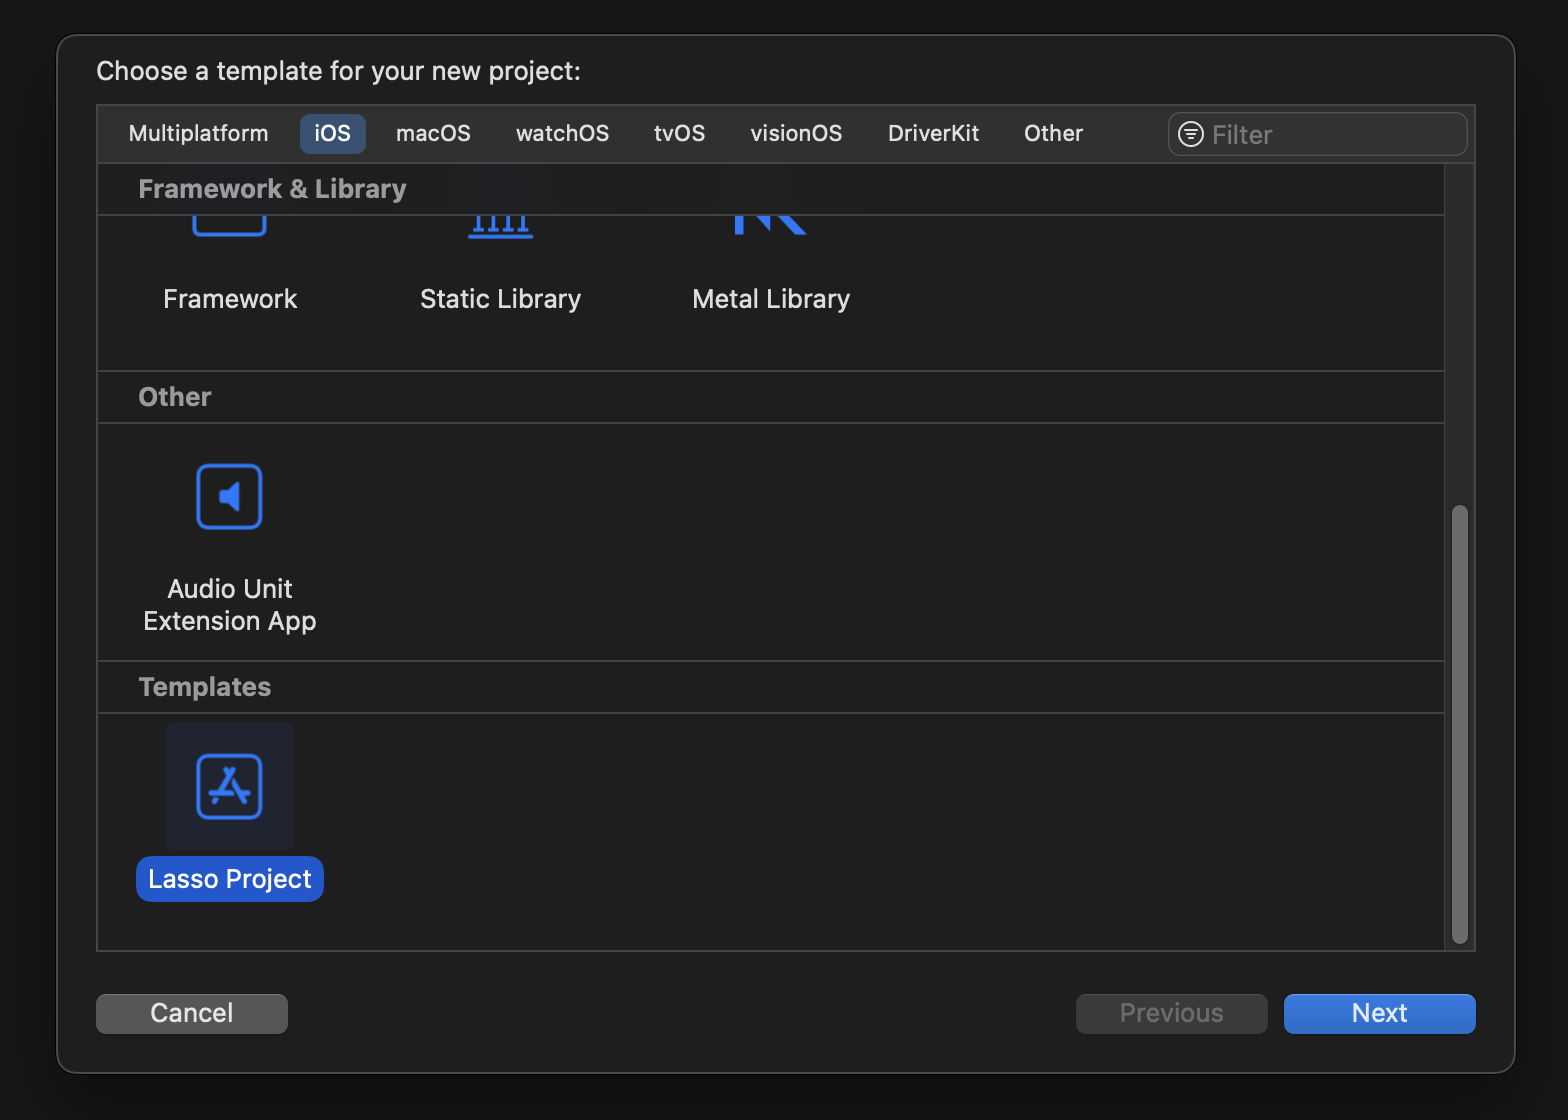 Choose a template for your new project:
Multiplatform iOS macOS watchOS tvOS visionOS DriverKit Other Filter
Framework & Library
Framework Static Library Metal Library
Other
Audio Unit
Extension App
Templates
Lasso Project
Cancel Previous Next